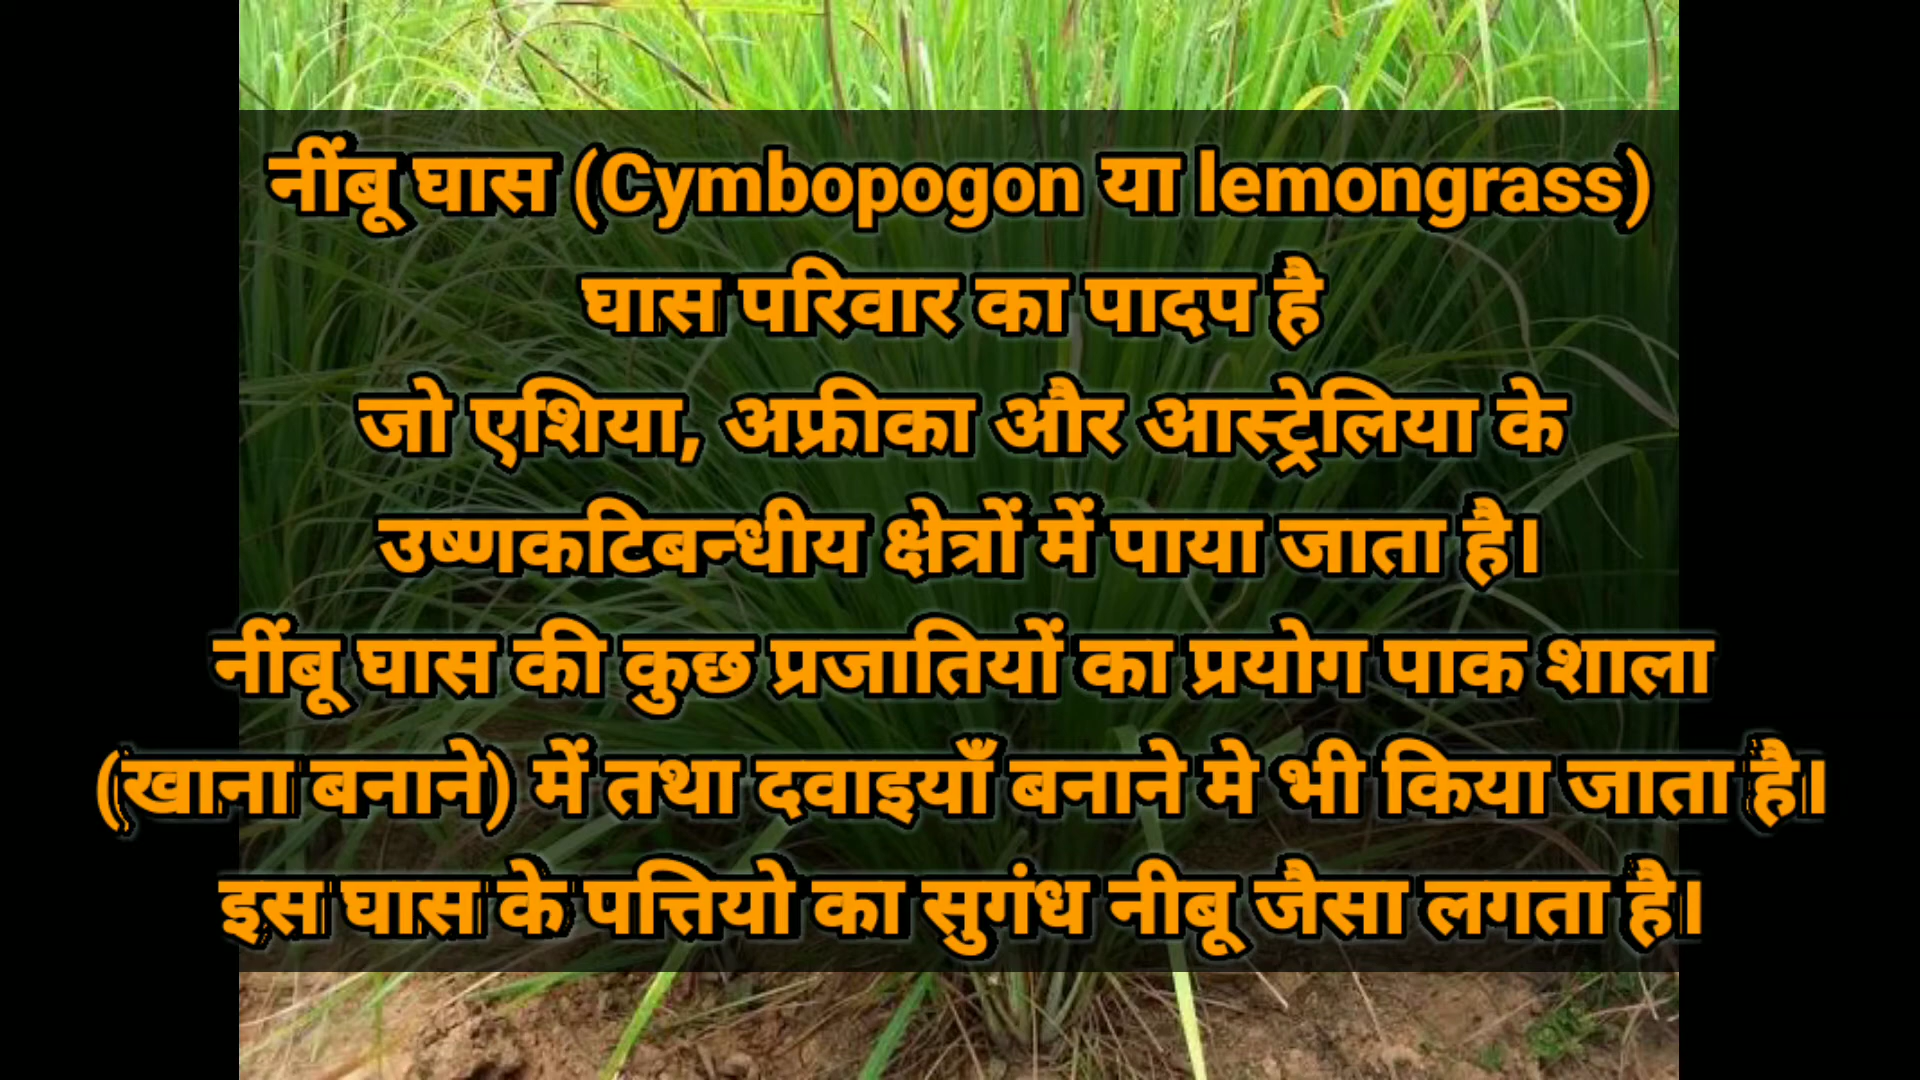 नींबू घास (Cymbopogon या lemongrass)
घास परिवार का पादप है
जो एशिया, अफ्रीका और आस्ट्रेलिया के
उष्णकटिबन्धीय क्षेत्रों में पाया जाता है।
नींबू घास की कुछ प्रजातियों का प्रयोग पाक शाला
(खाना बनाने) में तथा दवाइयाँ बनाने मे भी किया जाता है।
इस घास के पत्तियो का सुगंध नीबू जैसा लगता है।